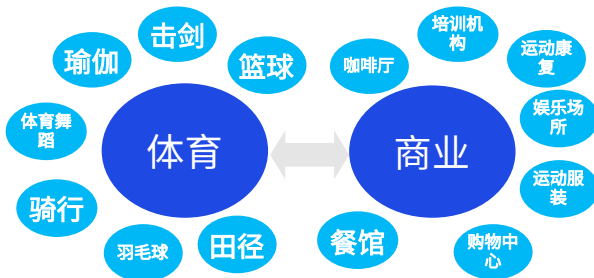 击剑
瑜伽
篮球
体育舞
蹈
体育
骑行
羽毛球
田径
培训机
构
咖啡厅
运动康
复
娱乐场
所
商业
运动服
装
餐馆
购物中
心